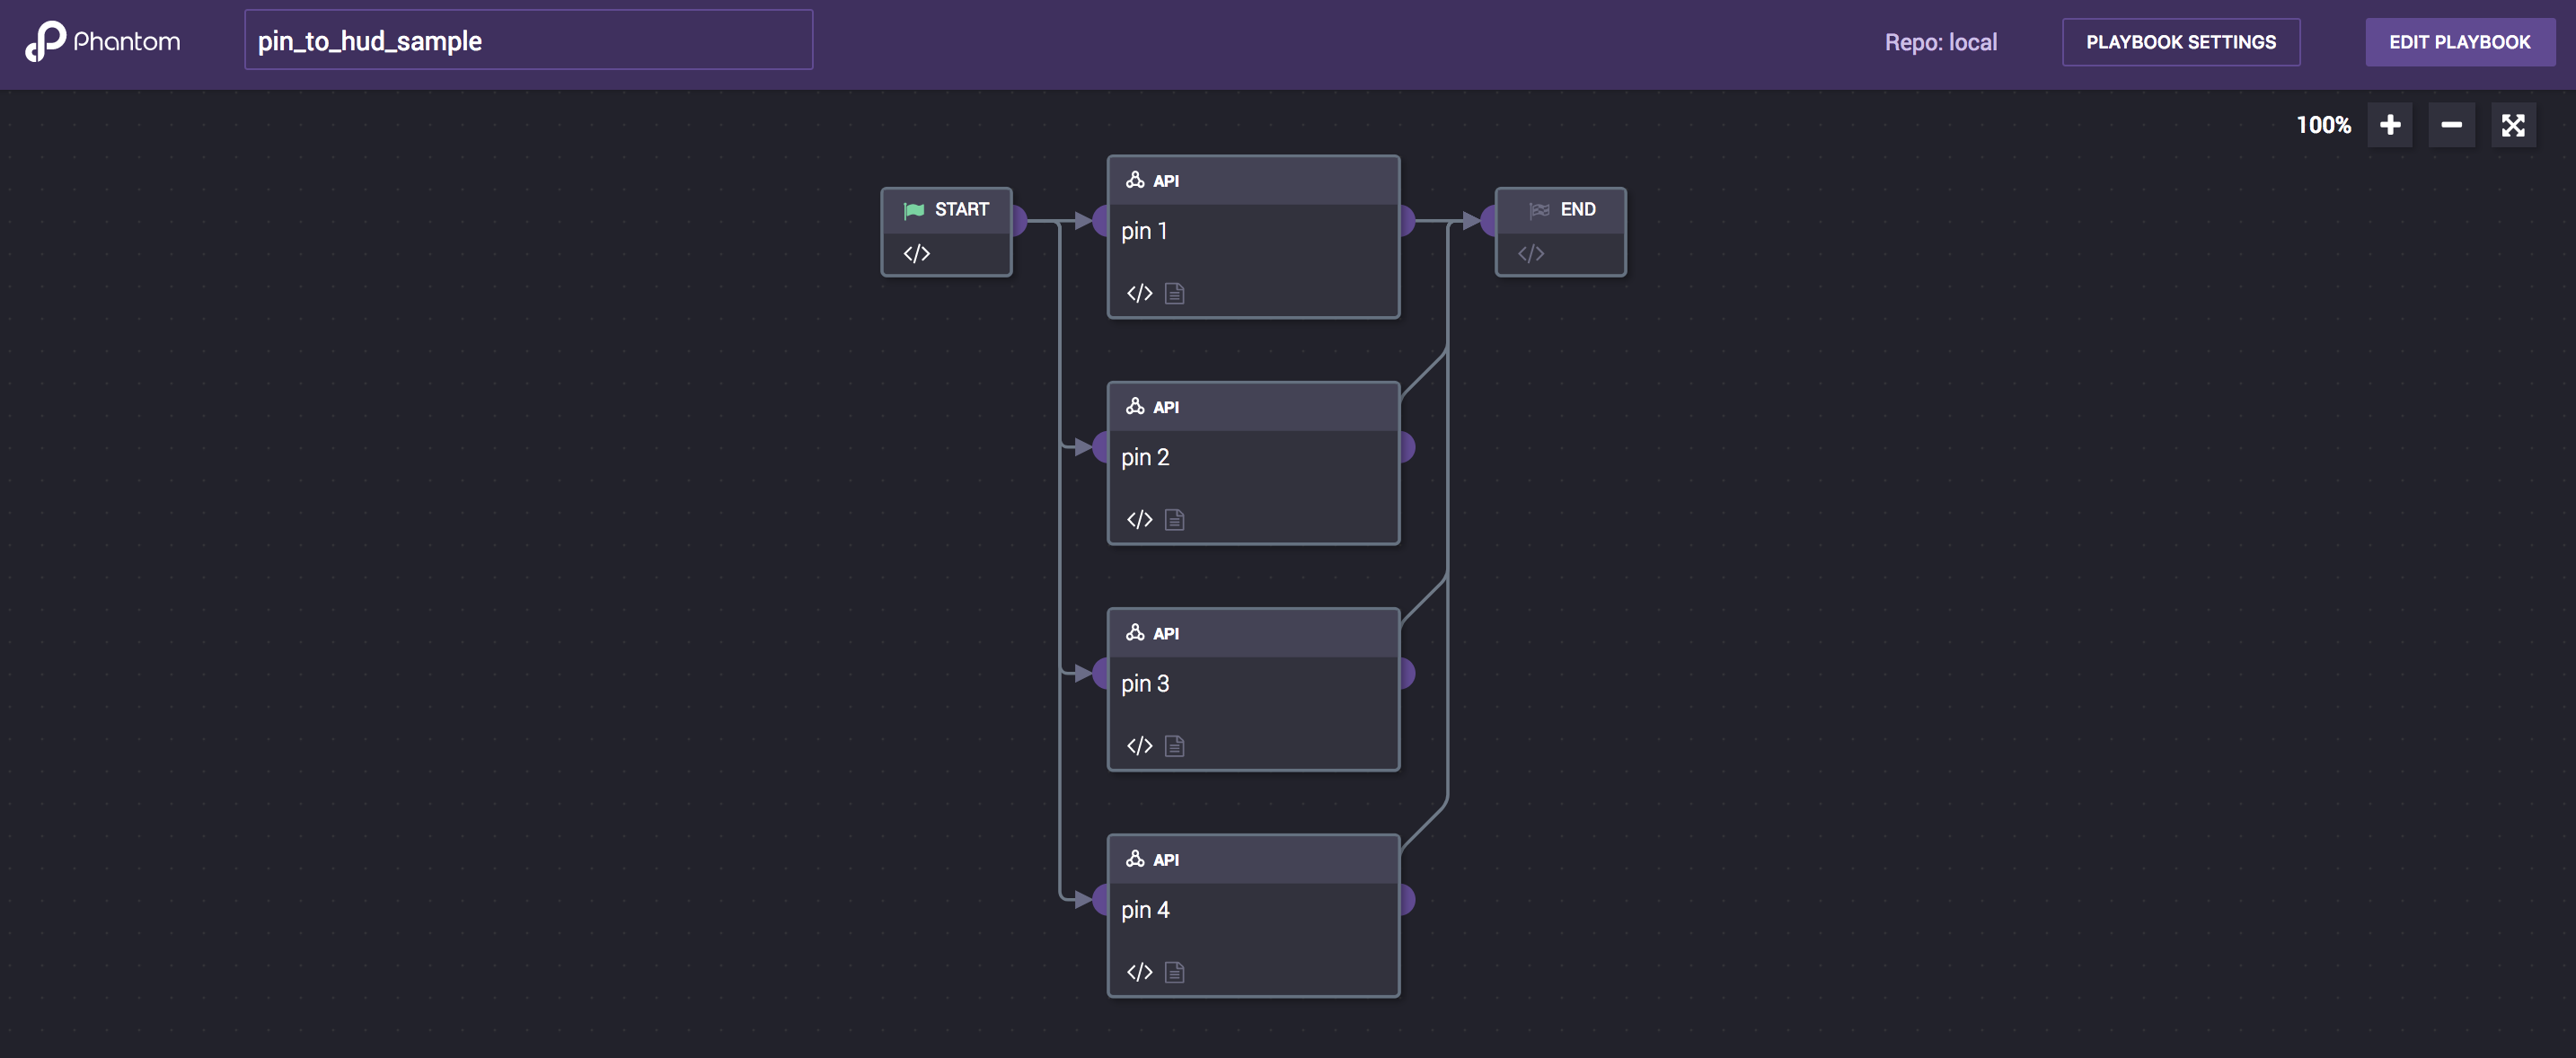 Phantom
pin_to_hud_sample
Repo: local
PLAYBOOK SETTINGS
EDIT PLAYBOOK
100%
START
</>
API
pin 1
</>
END
</>
API
pin 2
</>
API
pin 3
</>
API
pin 4
</>